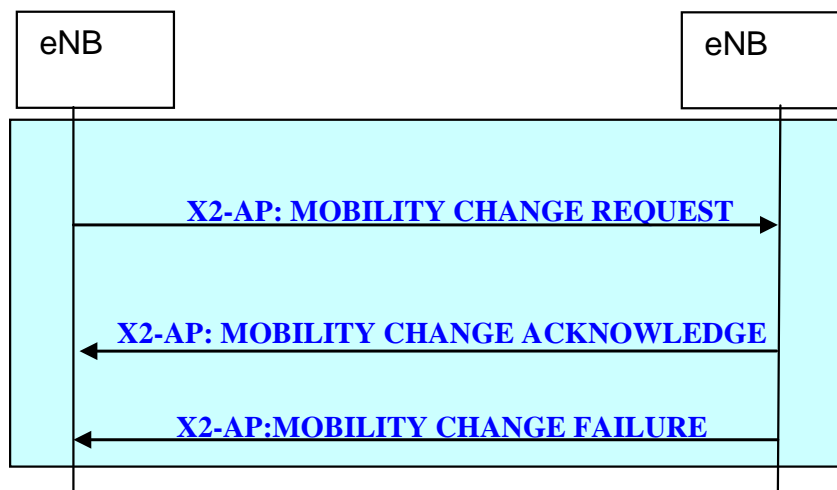 eNB
eNB
X2-AP: MOBILITY CHANGE REQUEST
X2-AP: MOBILITY CHANGE ACKNOWLEDGE
X2-AP:MOBILITY CHANGE FAILURE